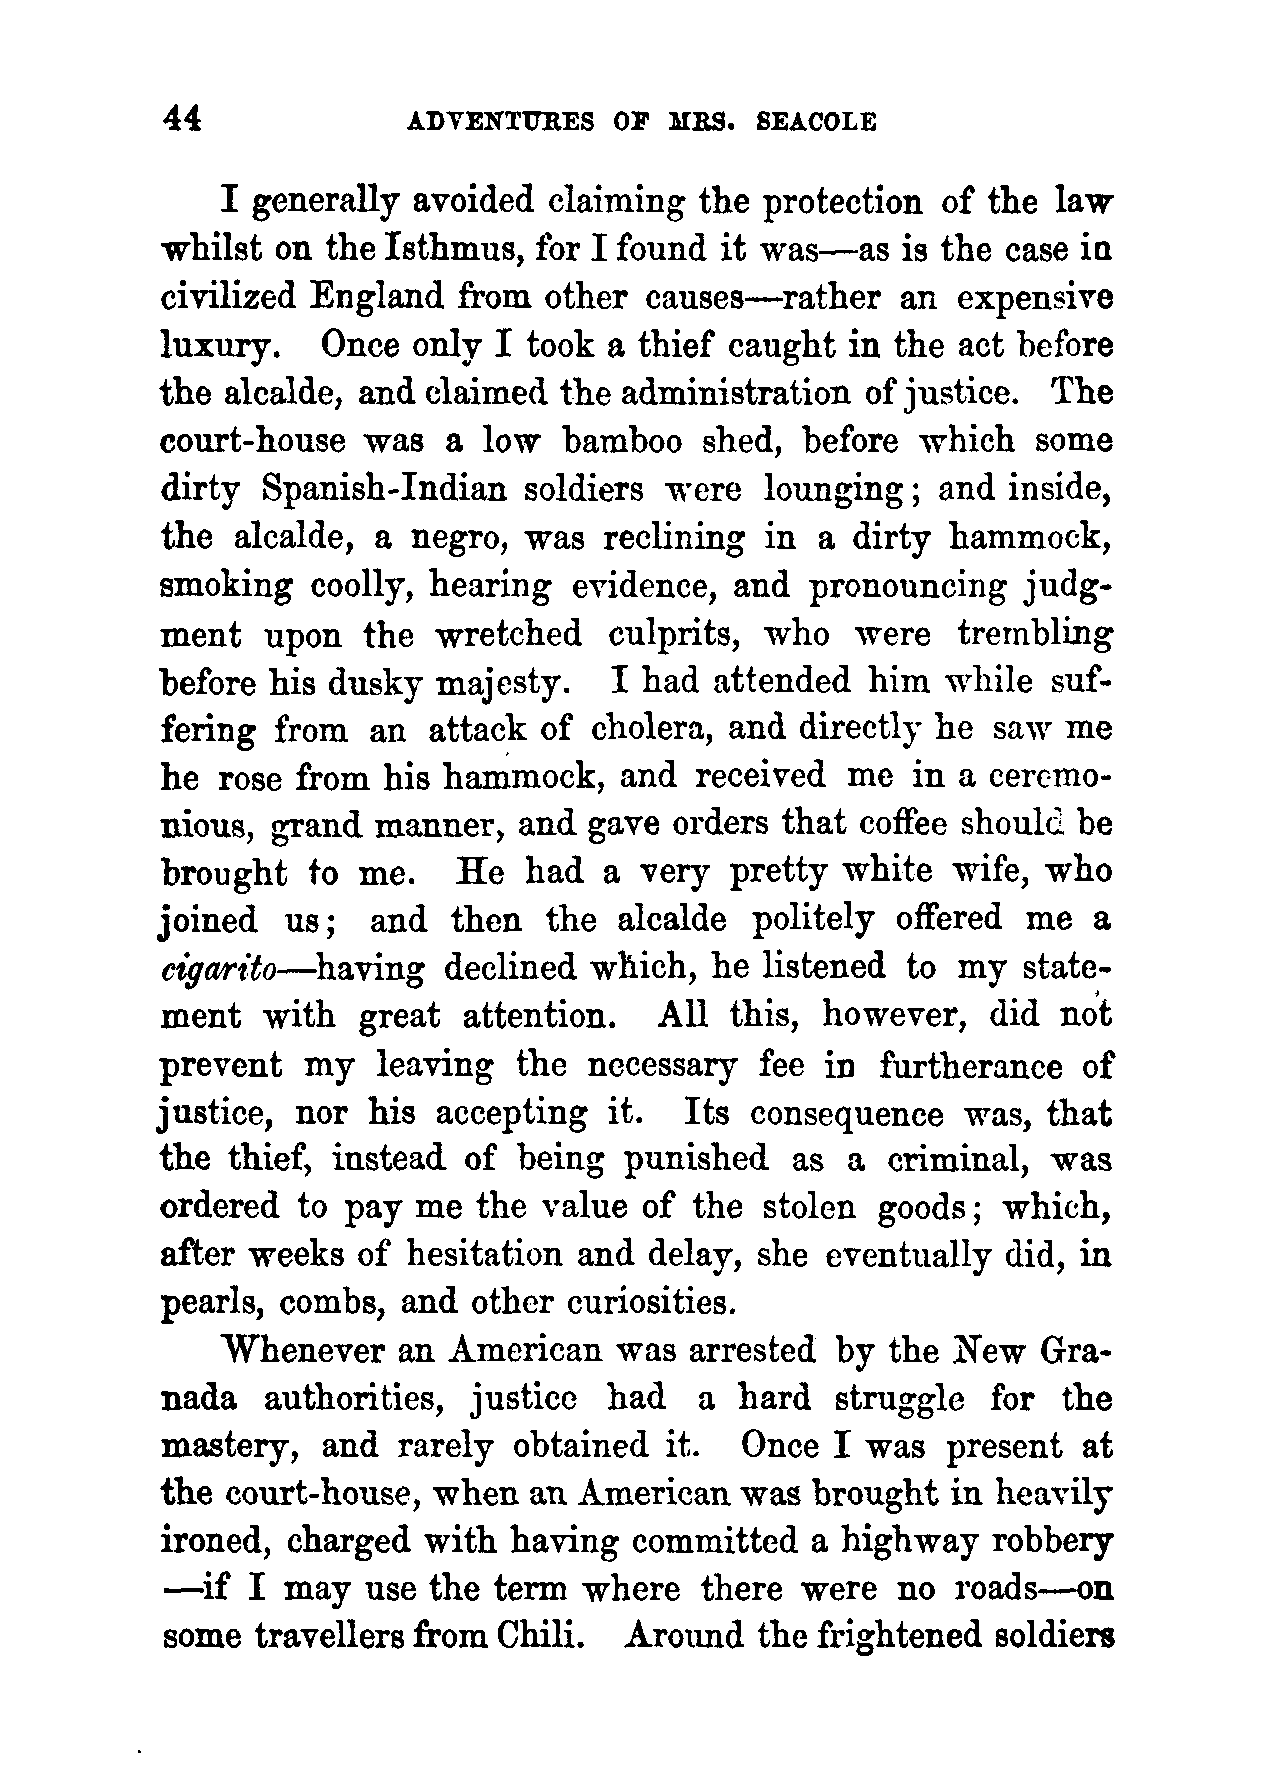 44 ADVENTURES OF MRS. SEACOLE
I generally avoided claiming the protection of the law
whilst on the Isthmus, for I found it was—as is the case in
civilized England from other causes—rather an expensive
luxury. Once only I took a thief caught in the act before
the alcalde, and claimed the administration of justice. The
court-house was a low bamboo shed, before which some
dirty Spanish-Indian soldiers were lounging; and inside,
the alcalde, a negro, was reclining in a dirty hammock,
smoking coolly, hearing evidence, and pronouncing judg-
ment upon the wretched culprits, who were trembling
before his dusky majesty. I had attended him while suf-
fering from an attack of cholera, and directly he saw me
he rose from his hammock, and received me in a ceremo-
nious, grand manner, and gave orders that coffee should be
brought to me. He had a very pretty white wife, who
joined us; and then the alcalde politely offered me a
cigarito—having declined which, he listened to my state-
ment with great attention. All this, however, did not
prevent my leaving the necessary fee in furtherance of
justice, nor his accepting it. Its consequence was, that
the thief, instead of being punished as a criminal, was
ordered to pay me the value of the stolen goods; which,
after weeks of hesitation and delay, she eventually did, in
pearls, combs, and other curiosities.
Whenever an American was arrested by the New Gra-
nada authorities, justice had a hard struggle for the
mastery, and rarely obtained it. Once I was present at
the court-house, when an American was brought in heavily
ironed, charged with having committed a highway robbery
—if I may use the term where there were no roads—on
some travellers from Chili. Around the frightened soldiers